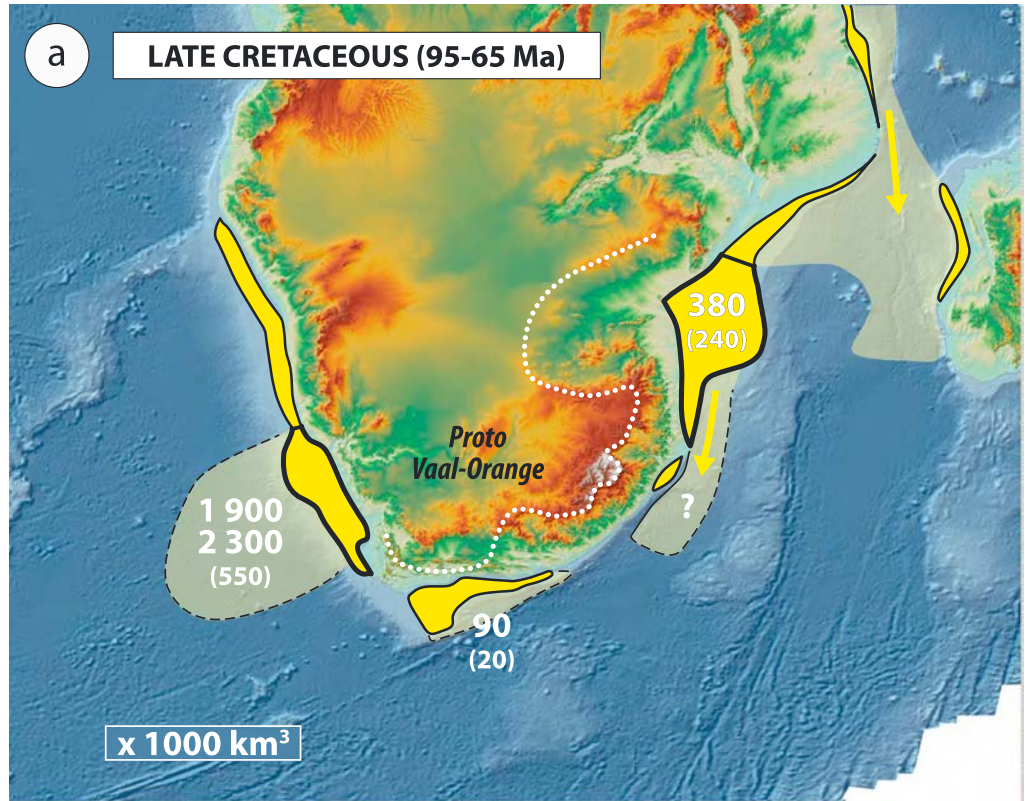 a
LATE CRETACEOUS (95-65 Ma)
380
(240)
Proto
Vaal-Orange
1 900
2 300
(550)
?
90
(20)
x 1000 km³